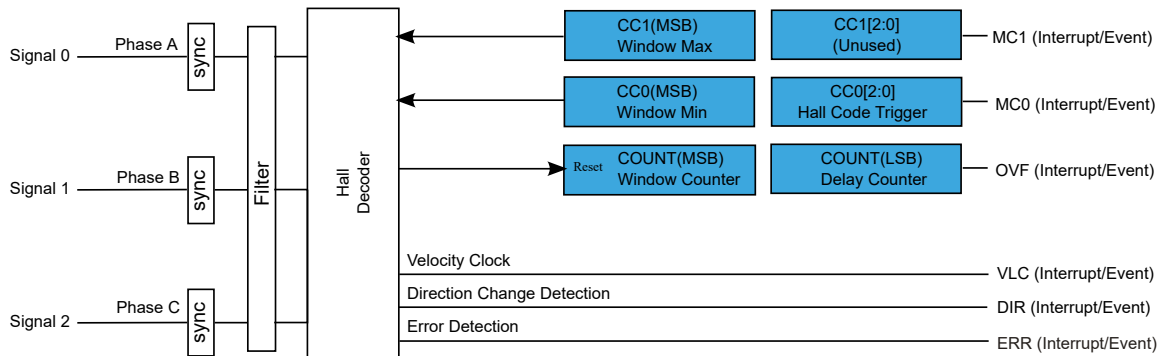 Signal 0
Phase A
sync
Signal 1
Phase B
sync
Signal 2
Phase C
sync
Filter
Hall
Decoder
CC1(MSB)
Window Max
CC1[2:0]
(Unused)
MC1 (Interrupt/Event)
CC0(MSB)
Window Min
CC0[2:0]
Hall Code Trigger
MC0 (Interrupt/Event)
Reset
COUNT(MSB)
Window Counter
COUNT(LSB)
Delay Counter
OVF (Interrupt/Event)
Velocity Clock
VLC (Interrupt/Event)
Direction Change Detection
DIR (Interrupt/Event)
Error Detection
ERR (Interrupt/Event)